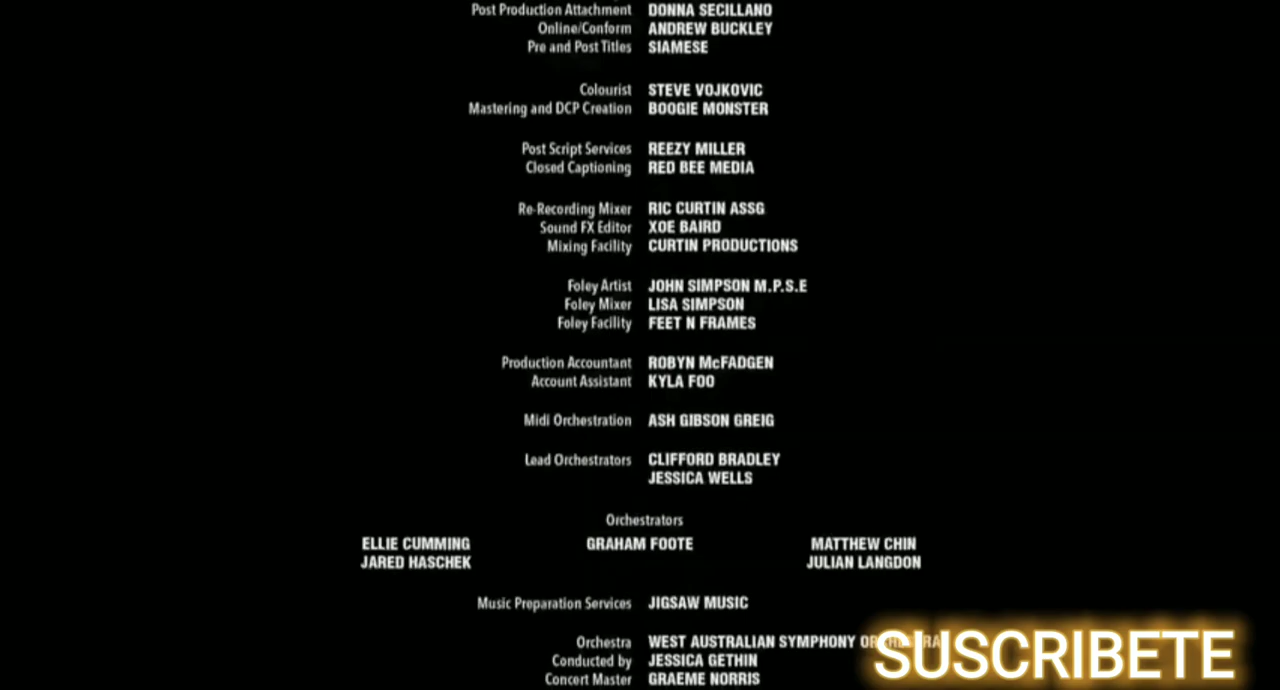 Post Production Attachment DONNA SECILLANO
Online/Conform ANDREW BUCKLEY
Pre and Post Titles SIAMESE
Colourist STEVE VOJKOVIC
Mastering and DCP Creation BOOGIE MONSTER
Post Script Services REEZY MILLER
Closed Captioning RED BEE MEDIA
Re-Recording Mixer RIC CURTIN ASSG
Sound FX Editor XOE BAIRD
Mixing Facility CURTIN PRODUCTIONS
Foley Artist JOHN SIMPSON M.P.S.E
Foley Mixer LISA SIMPSON
Foley Facility FEET N FRAMES
Production Accountant ROBYN McFADGEN
Account Assistant KYLA FOO
Midi Orchestration ASH GIBSON GREIG
Lead Orchestrators CLIFFORD BRADLEY
JESSICA WELLS
Orchestrators
ELLIE CUMMING GRAHAM FOOTE MATTHEW CHIN
JARED HASCHEK JULIAN LANGDON
Music Preparation Services JIGSAW MUSIC
Orchestra WEST AUSTRALIAN SYMPHONY ORCHESTRA
Conducted by JESSICA GETHIN
Concert Master GRAEME NORRIS
SUSCRIBETE